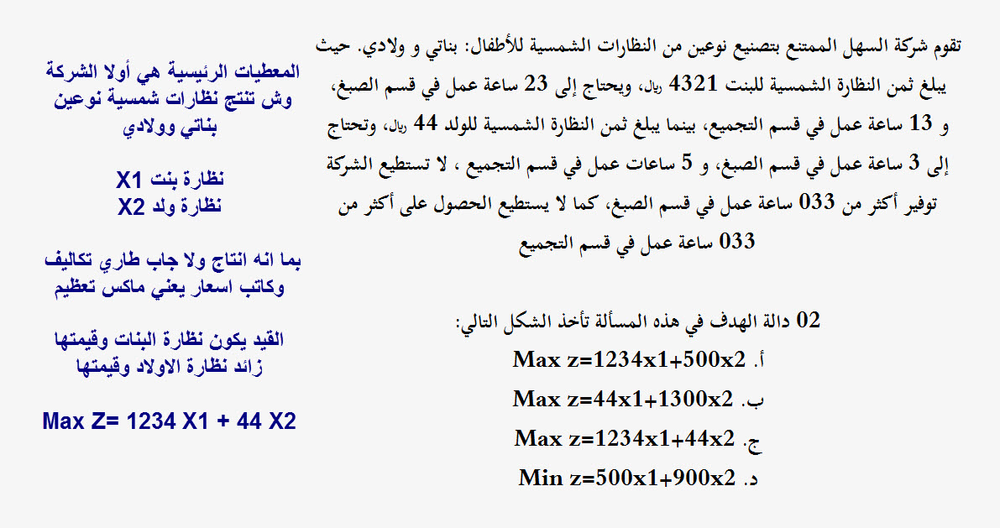 تقوم شركة السهل الممتنع بتصنيع نوعين من النظارات الشمسية للأطفال: بناتي و ولادي. حيث
يبلغ ثمن النظارة الشمسية للبنت 4321 ريال، ويحتاج إلى 23 ساعة عمل في قسم الصبغ،
و 13 ساعة عمل في قسم التجميع، بينما يبلغ ثمن النظارة الشمسية للولد 44 ريال، وتحتاج
إلى 3 ساعة عمل في قسم الصبغ، و 5 ساعات عمل في قسم التجميع ، لا تستطيع الشركة
توفير أكثر من 033 ساعة عمل في قسم الصبغ، كما لا يستطيع الحصول على أكثر من
033 ساعة عمل في قسم التجميع
02 دالة الهدف في هذه المسألة تأخذ الشكل التالي:
أ. Max z=1234x1+500x2
ب. Max z=44x1+1300x2
ج. Max z=1234x1+44x2
د. Min z=500x1+900x2
المعطيات الرئيسية هي أولا الشركة
وش تنتج نظارات شمسية نوعين
بناتي وولادي
نظارة بنت X1
نظارة ولد X2
بما انه انتاج ولا جاب طاري تكاليف
وكاتب اسعار يعني ماكس تعظيم
القيد يكون نظارة البنات وقيمتها
زائد نظارة الاولاد وقيمتها
Max Z= 1234 X1 + 44 X2